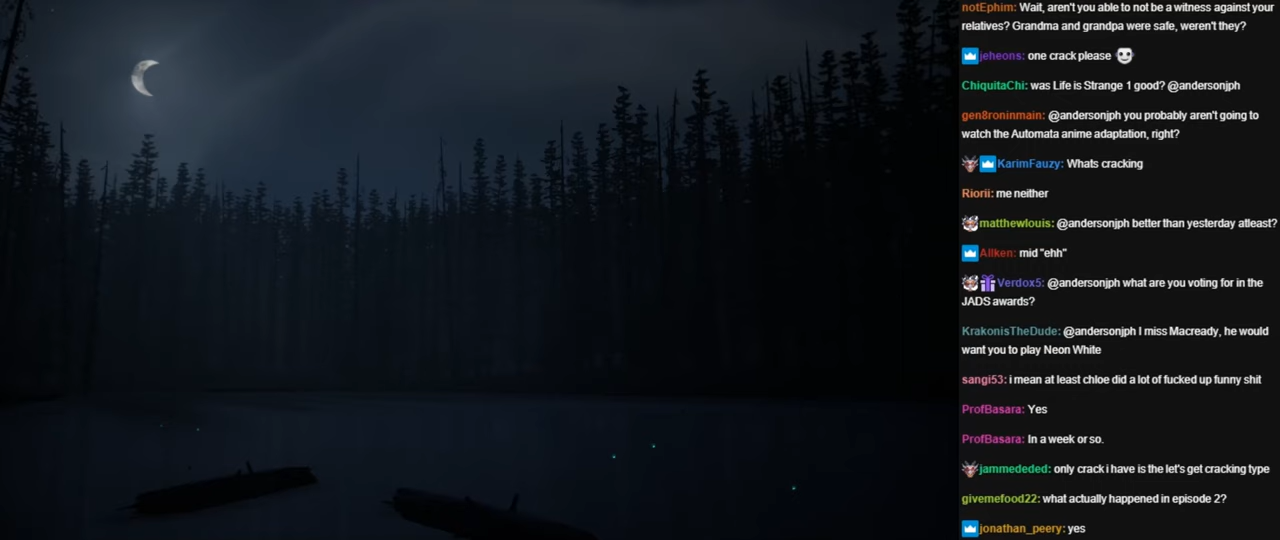 notEphim: Wait, aren't you able to not be a witness against your
relatives? Grandma and grandpa were safe, weren't they?
jeheons: one crack please
ChiquitaChi: was Life is Strange 1 good? @andersonjph
gen8roninmain: @andersonjph you probably aren't going to
watch the Automata anime adaptation, right?
KarimFauzy: Whats cracking
Riorii: me neither
matthewlouis: @andersonjph better than yesterday atleast?
Allken: mid "ehh"
Verdox5: @andersonjph what are you voting for in the
JADS awards?
KrakonisTheDude: @andersonjph I miss Macready, he would
want you to play Neon White
sangi53: i mean at least chloe did a lot of fucked up funny shit
ProfBasara: Yes
ProfBasara: In a week or so.
jammededed: only crack i have is the let's get cracking type
givemefood22: what actually happened in episode 2?
jonathan_peery: yes